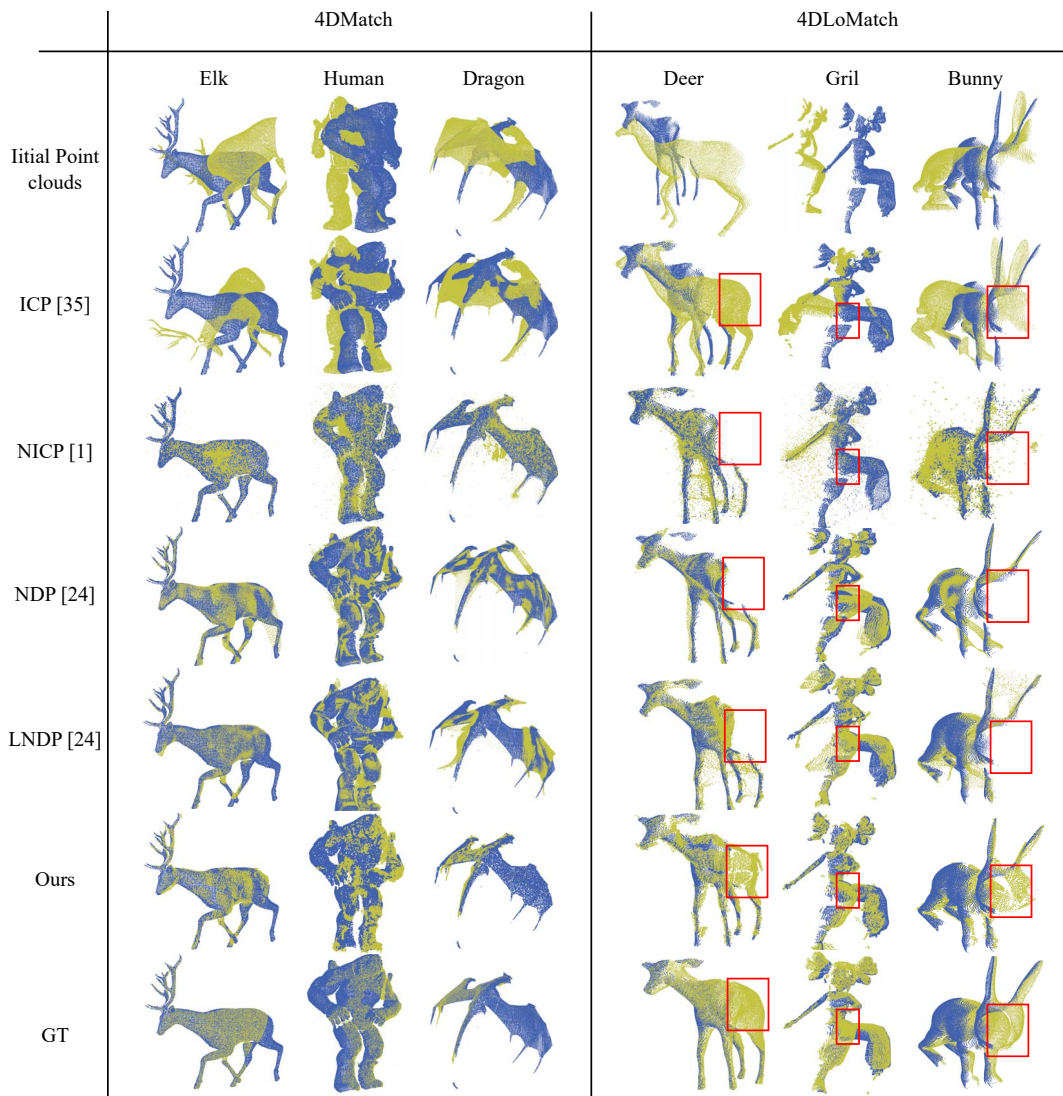 4DMatch 4DLoMatch
Elk Human Dragon Deer Gril Bunny
Iitial Point
clouds
ICP [35]
NICP [1]
NDP [24]
LNDP [24]
Ours
GT